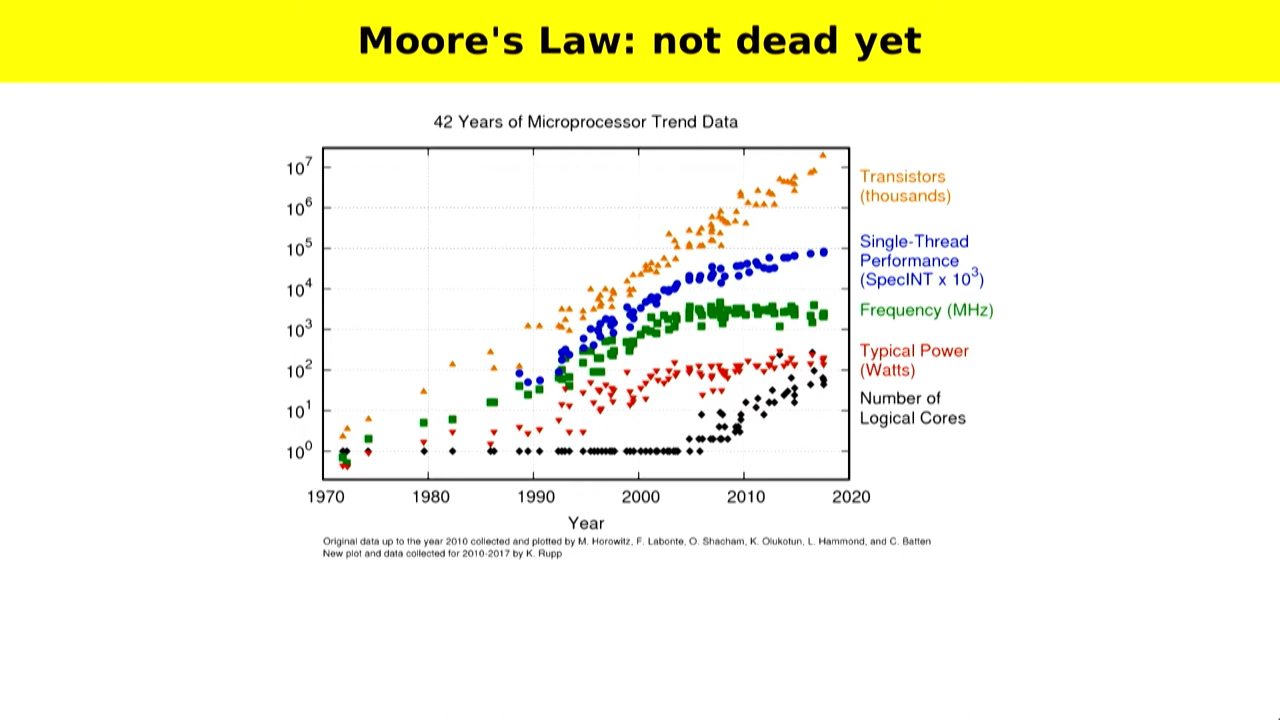 Moore's Law: not dead yet
42 Years of Microprocessor Trend Data
10^7
10^6
10^5
10^4
10^3
10^2
10^1
10^0
Transistors
(thousands)
Single-Thread
Performance
(SpecINT x 10^3)
Frequency (MHz)
Typical Power
(Watts)
Number of
Logical Cores
1970 1980 1990 2000 2010 2020
Year
Original data up to the year 2010 collected and plotted by M. Horowitz, F. Labonte, O. Shacham, K. Olukotun, L. Hammond, and C. Batten
New plot and data collected for 2010-2017 by K. Rupp